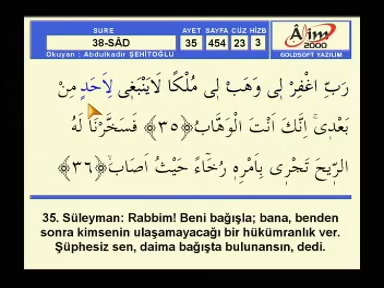 SURE
AYET SAYFA CÜZ HİZB
38-SÂD
35 454 23 3
Okuyan : Abdulkadir ŞEHİTOĞLU
Âlim
2000
GOLDSOFT YAZILIM
رَبِّ اغْفِرْ ل۪ي وَهَبْ ل۪ي مُلْكًا لَايَنْبَغ۪ي لِاَحَدٍ مِنْ
بَعْد۪يۚ اِنَّكَ اَنْتَ الْوَهَّابُ ﴿٣٥﴾ فَسَخَّرْنَا لَهُ
الرّ۪يحَ تَجْر۪ي بِاَمْرِه۪ رُخَٓاءً حَيْثُ اَصَابَۙ ﴿٣٦﴾
35. Süleyman: Rabbim! Beni bağışla; bana, benden
sonra kimsenin ulaşamayacağı bir hükümranlık ver.
Şüphesiz sen, daima bağışta bulunansın, dedi.